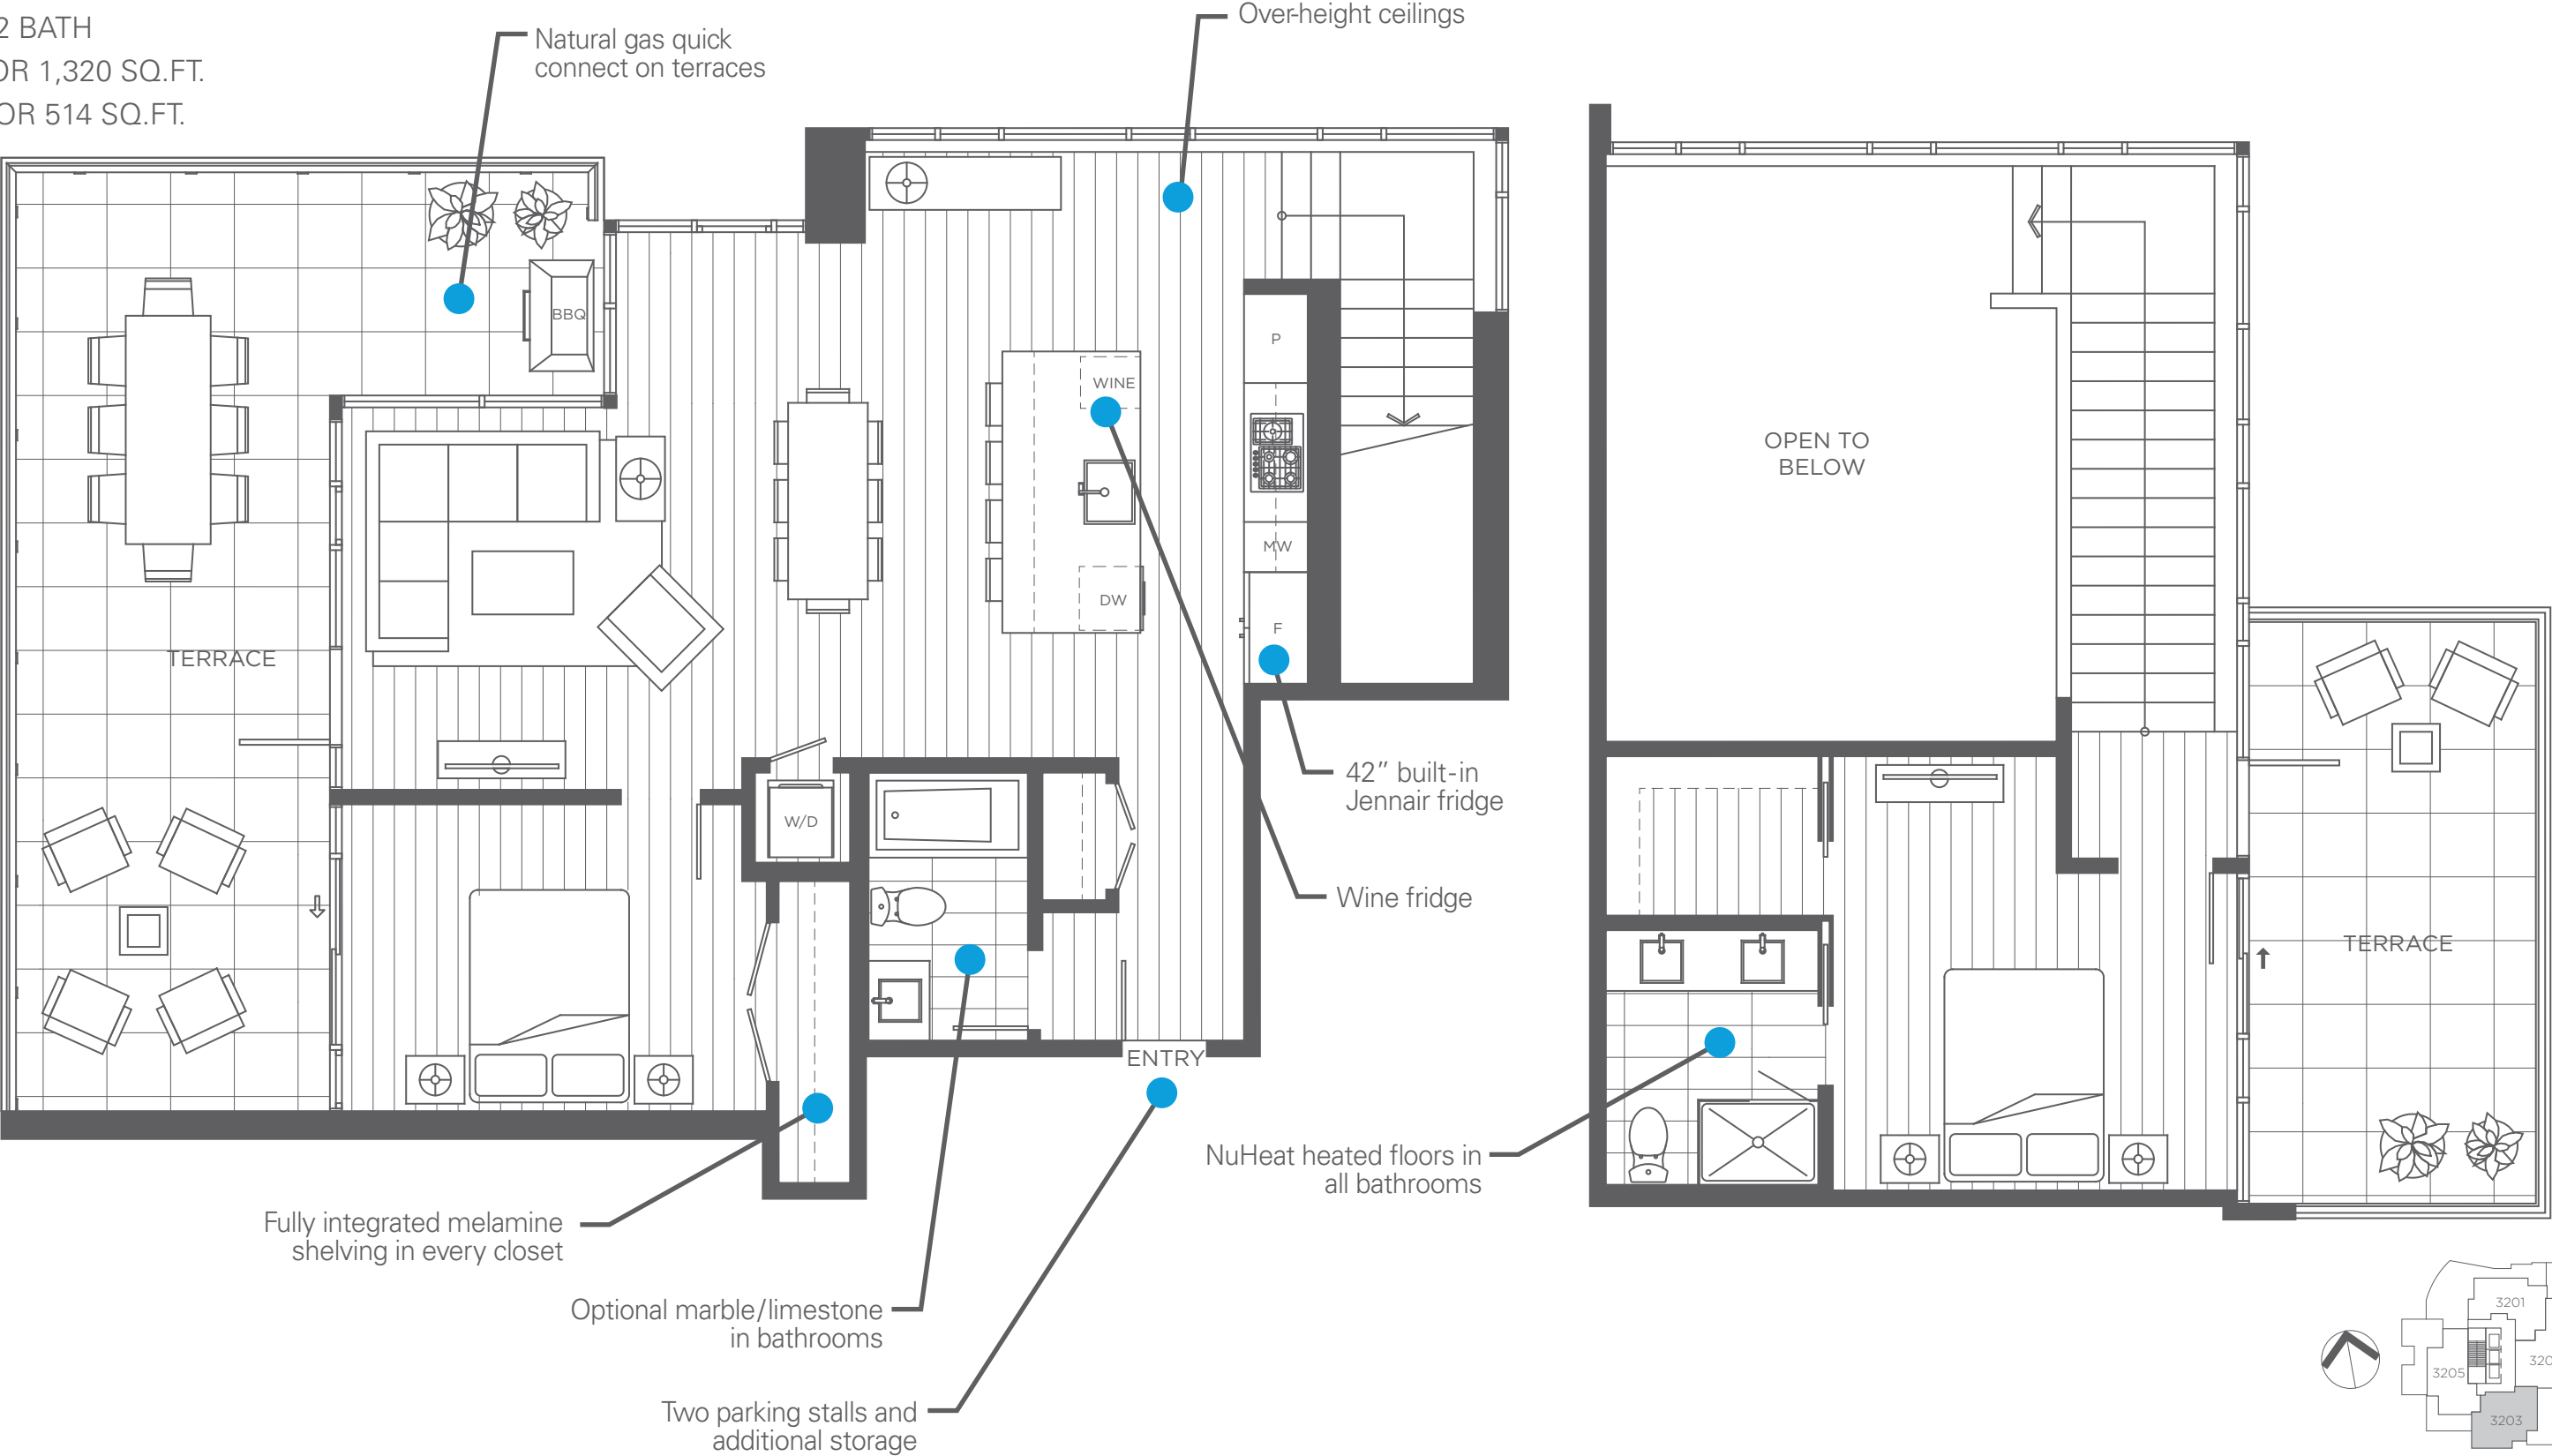 2 BATH
OR 1,320 SQ.FT.
OR 514 SQ.FT.
Natural gas quick
connect on terraces
Over-height ceilings
BBQ
TERRACE
WINE
DW
P
MW
F
W/D
ENTRY
42" built-in
Jennair fridge
Wine fridge
OPEN TO
BELOW
TERRACE
NuHeat heated floors in
all bathrooms
Fully integrated melamine
shelving in every closet
Optional marble/limestone
in bathrooms
Two parking stalls and
additional storage
3201
320
3205
3203